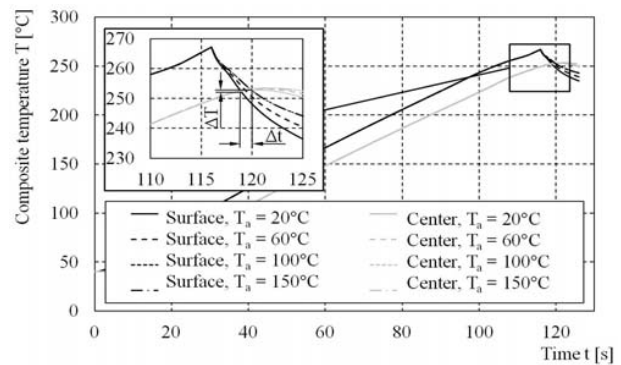 Composite temperature T [°C]
300
250
200
150
100
50
0
0
20
40
60
80
100
120
140
Time t [s]
270
260
250
240
230
110
115
120
125
ΔT
Δt
Surface, Ta = 20°C
Surface, Ta = 60°C
Surface, Ta = 100°C
Surface, Ta = 150°C
Center, Ta = 20°C
Center, Ta = 60°C
Center, Ta = 100°C
Center, Ta = 150°C